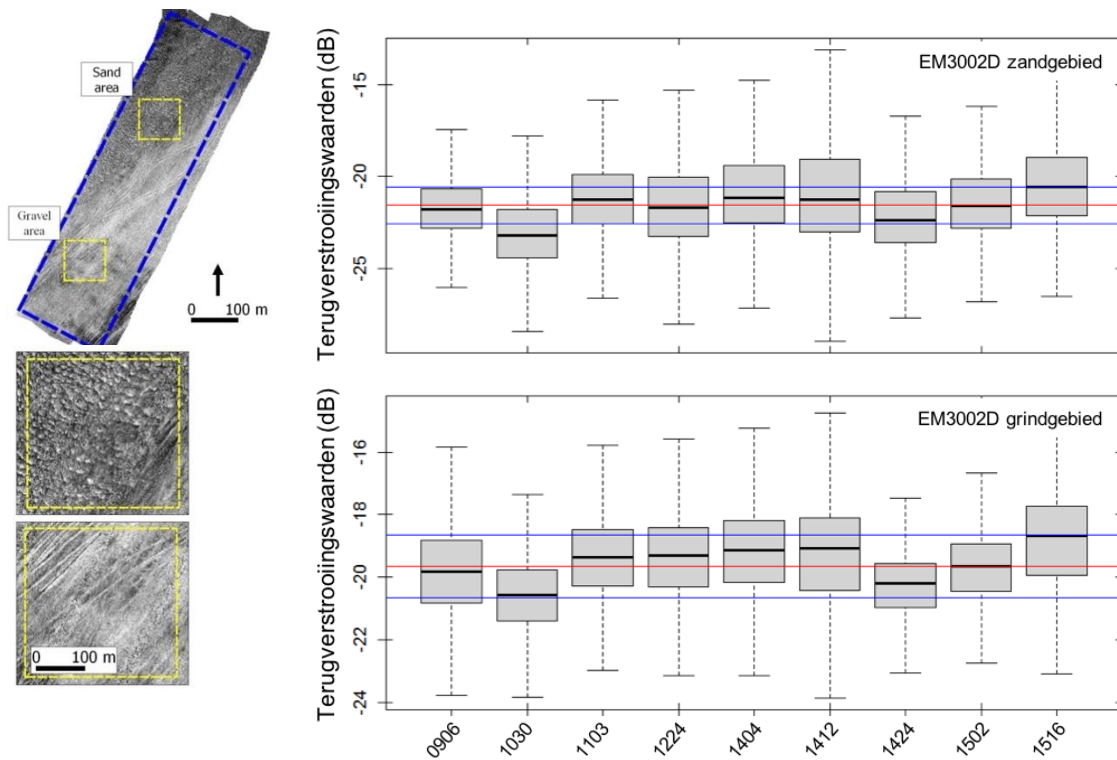 Sand
area
Gravel
area
0 100 m
0 100 m
Terugverstrooiingswaarden (dB)
EM3002D zandgebied
-15
-20
-25
Terugverstrooiingswaarden (dB)
EM3002D grindgebied
-16
-18
-20
-22
-24
0906 1030 1103 1224 1404 1412 1424 1502 1516